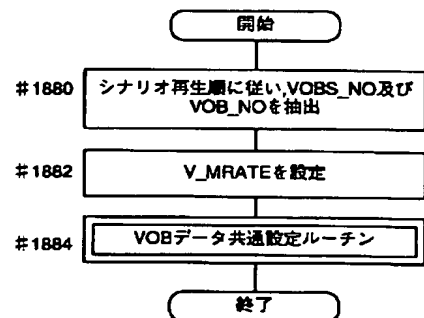 開始
#1880
シナリオ再生順に従い,VOBS_NO及び
VOB_NOを抽出
#1882
V_MRATEを設定
#1884
VOBデータ共通設定ルーチン
終了